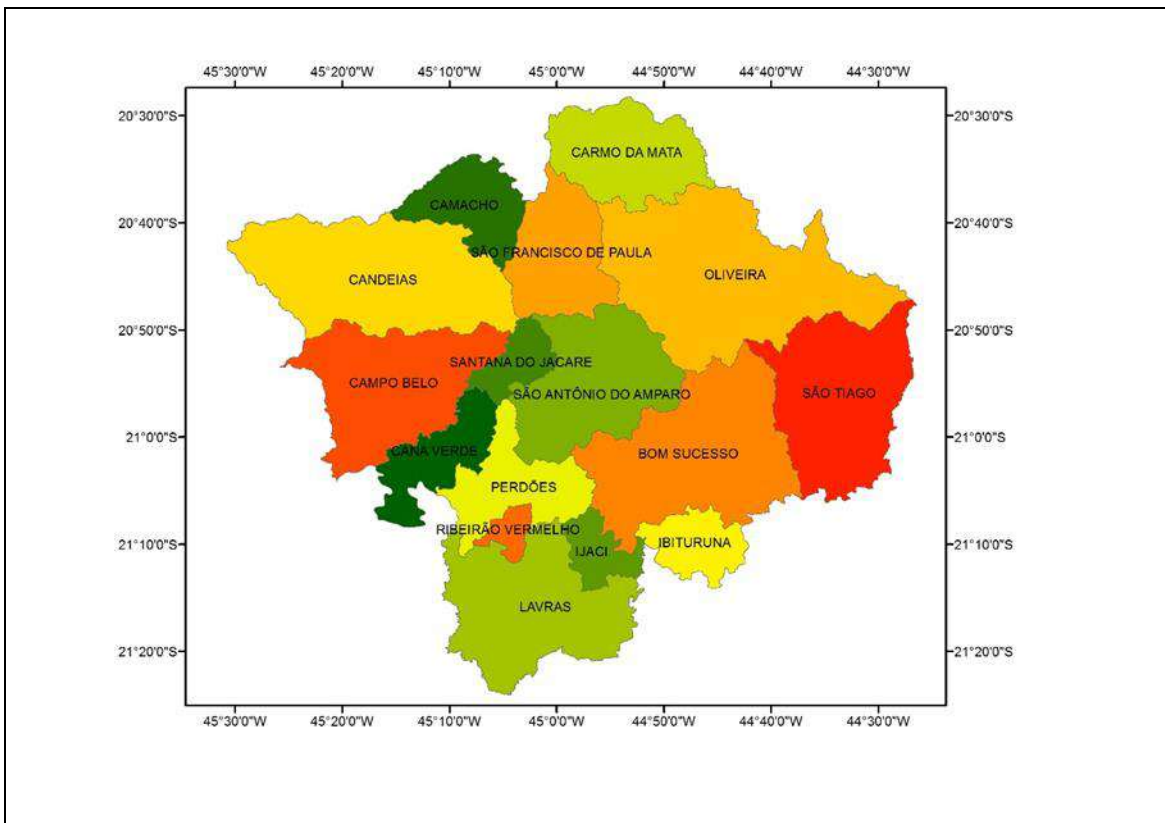 45°30'0"W 45°20'0"W 45°10'0"W 45°0'0"W 44°50'0"W 44°40'0"W 44°30'0"W
20°30'0"S 20°30'0"S
CARMO DA MATA
CAMACHO
20°40'0"S 20°40'0"S
SÃO FRANCISCO DE PAULA
OLIVEIRA
CANDEIAS
20°50'0"S 20°50'0"S
SANTANA DO JACARE
CAMPO BELO
SÃO ANTÔNIO DO AMPARO
SÃO TIAGO
21°0'0"S 21°0'0"S
CANA VERDE
BOM SUCESSO
PERDÕES
RIBEIRÃO VERMELHO
IBITURUNA
21°10'0"S 21°10'0"S
IJACI
LAVRAS
21°20'0"S 21°20'0"S
45°30'0"W 45°20'0"W 45°10'0"W 45°0'0"W 44°50'0"W 44°40'0"W 44°30'0"W